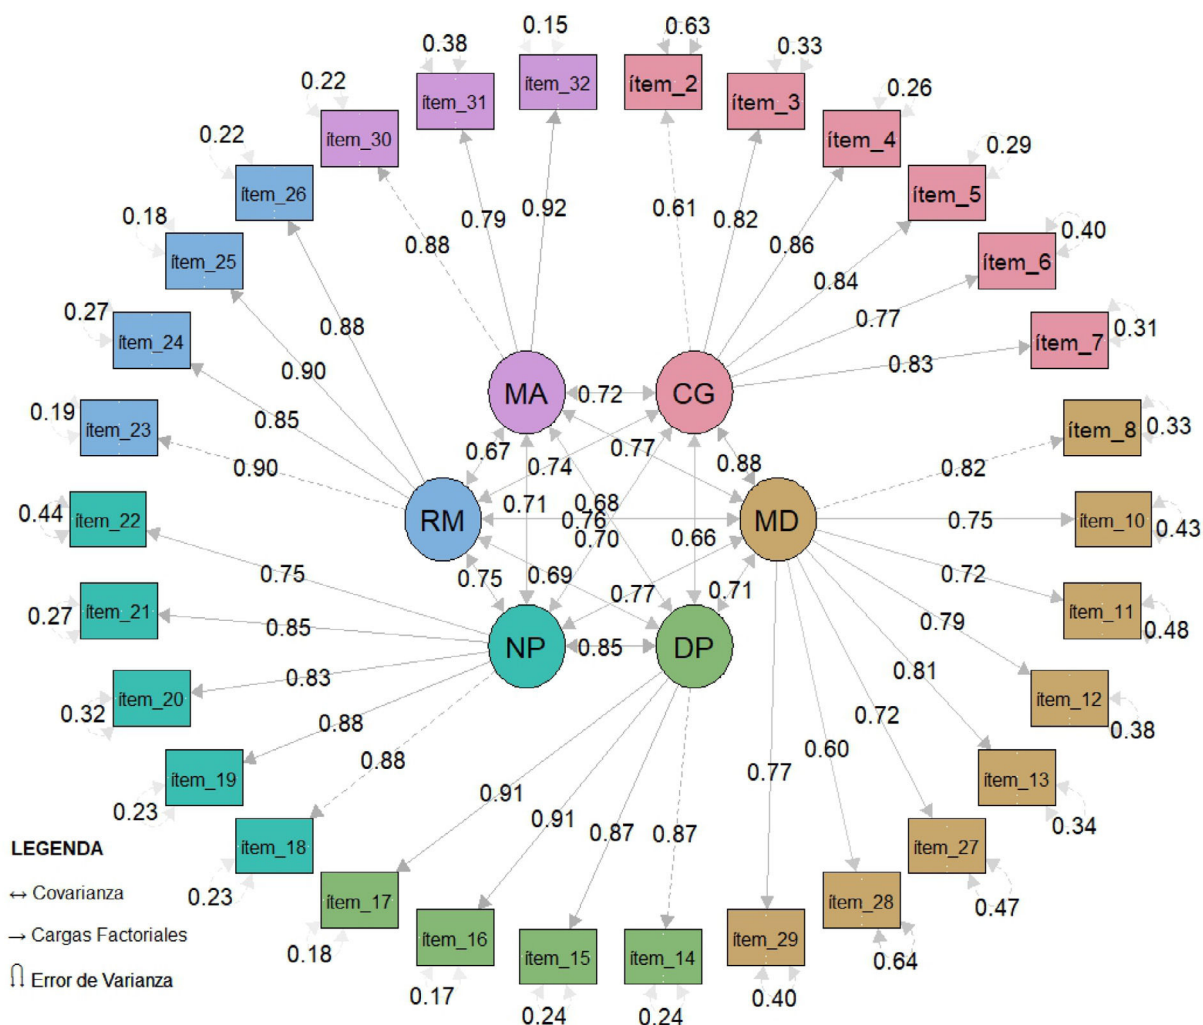 0.15
0.63
0.38
0.33
ítem_32
ítem_2
ítem_31
ítem_3
0.22
0.26
ítem_30
ítem_4
0.22
0.29
ítem_26
ítem_5
0.18
0.40
ítem_25
ítem_6
0.79
0.92
0.61
0.82
0.88
0.86
0.84
0.27
0.31
ítem_24
ítem_7
0.88
0.77
0.90
0.83
MA
0.72
CG
0.19
0.33
ítem_23
ítem_8
0.85
0.90
0.67
0.74
0.77
0.88
0.82
0.44
0.43
ítem_22
ítem_10
RM
0.71
0.68
0.76
0.70
0.66
MD
0.75
0.75
0.75
0.69
0.77
0.71
0.72
0.27
0.48
ítem_21
ítem_11
0.85
0.79
NP
0.85
DP
0.83
0.81
0.32
0.38
ítem_20
ítem_12
0.88
0.88
0.72
0.60
0.77
0.23
0.34
ítem_19
ítem_13
0.91
0.91
0.87
0.87
0.23
0.47
ítem_18
ítem_27
0.18
0.64
ítem_17
ítem_28
0.17
0.40
ítem_16
ítem_29
0.24
0.24
ítem_15
ítem_14
LEGENDA
↔ Covarianza
→ Cargas Factoriales
Error de Varianza